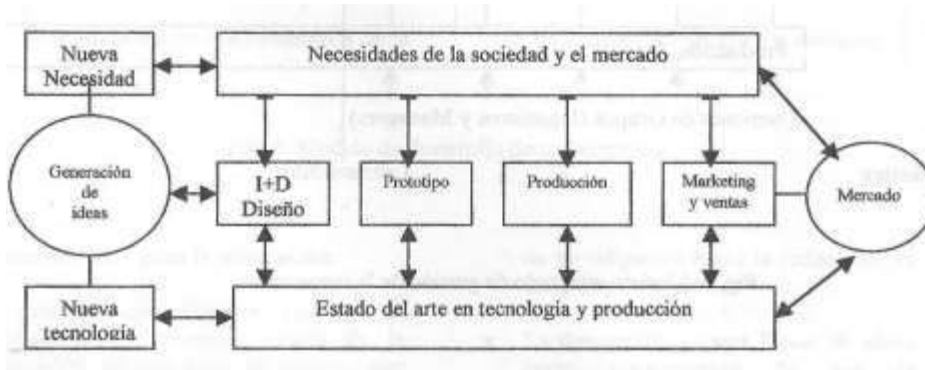 Nueva
Necesidad
Necesidades de la sociedad y el mercado
Generación
de
ideas
I+D
Diseño
Prototipo
Producción
Marketing
y ventas
Mercado
Nueva
tecnología
Estado del arte en tecnología y producción